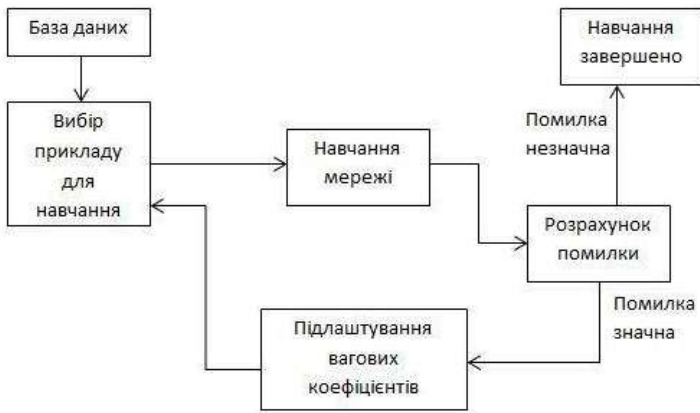 База даних
Навчання
завершено
Вибір
прикладу
для
навчання
Навчання
мережі
Помилка
незначна
Розрахунок
помилки
Помилка
значна
Підлаштування
вагових
коефіцієнтів